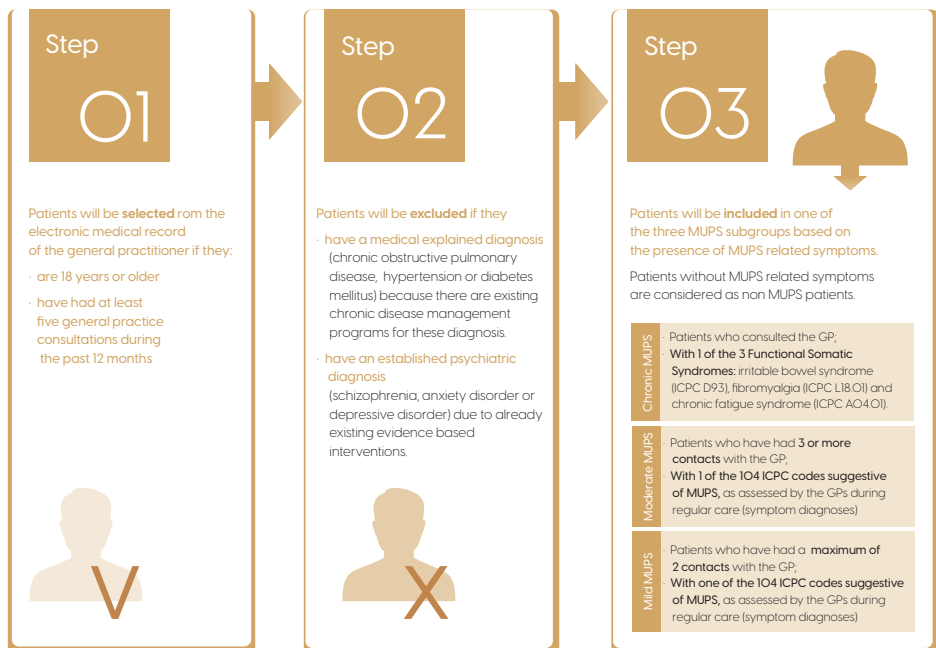 Step
01
Patients will be selected rom the
electronic medical record
of the general practitioner if they:
· are 18 years or older
· have had at least
five general practice
consultations during
the past 12 months
V
Step
02
Patients will be excluded if they
· have a medical explained diagnosis
(chronic obstructive pulmonary
disease, hypertension or diabetes
mellitus) because there are existing
chronic disease management
programs for these diagnosis.
· have an established psychiatric
diagnosis
(schizophrenia, anxiety disorder or
depressive disorder) due to already
existing evidence based
interventions.
X
Step
03
Patients will be included in one of
the three MUPS subgroups based on
the presence of MUPS related symptoms.
Patients without MUPS related symptoms
are considered as non MUPS patients.
Chronic MUPS
· Patients who consulted the GP;
· With 1 of the 3 Functional Somatic
Syndromes: irritable bowel syndrome
(ICPC D93), fibromyalgia (ICPC L18.01) and
chronic fatigue syndrome (ICPC A04.01).
Moderate MUPS
· Patients who have had 3 or more
contacts with the GP;
· With 1 of the 104 ICPC codes suggestive
of MUPS, as assessed by the GPs during
regular care (symptom diagnoses)
Mild MUPS
· Patients who have had a maximum of
2 contacts with the GP;
· With one of the 104 ICPC codes suggestive
of MUPS, as assessed by the GPs during
regular care (symptom diagnoses)